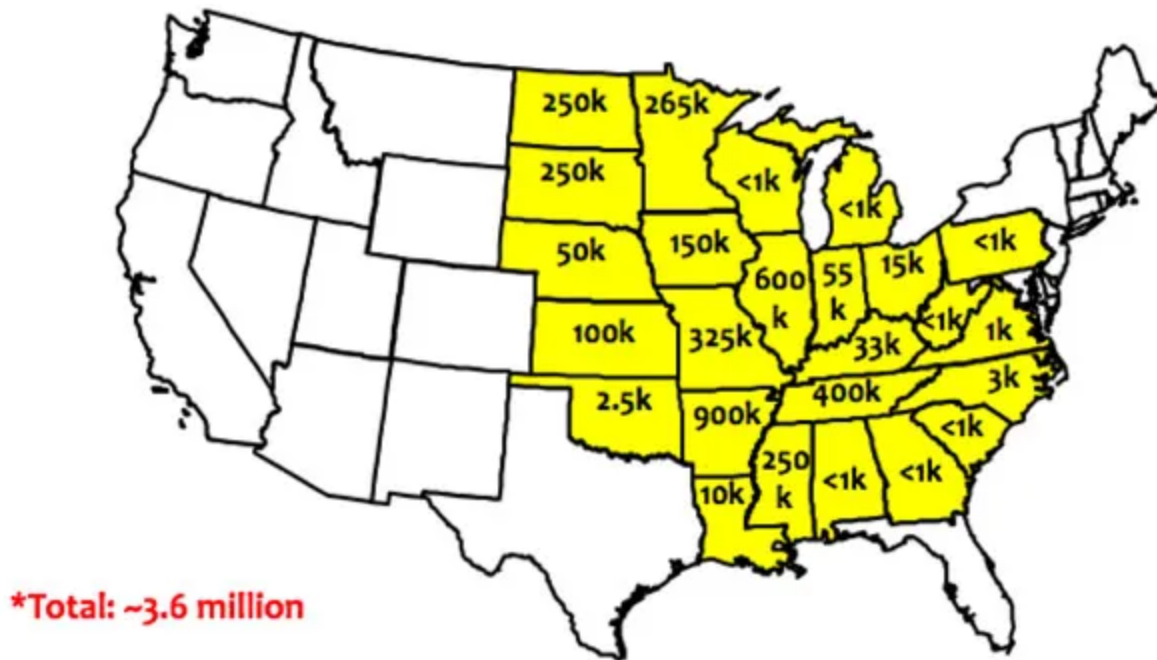 250k
265k
250k
<1k
<1k
<1k
50k
150k
600
k
55
k
15k
100k
325k
33k
<1k
1k
2.5k
900k
400k
3k
10k
250
k
<1k
<1k
<1k
*Total: ~3.6 million